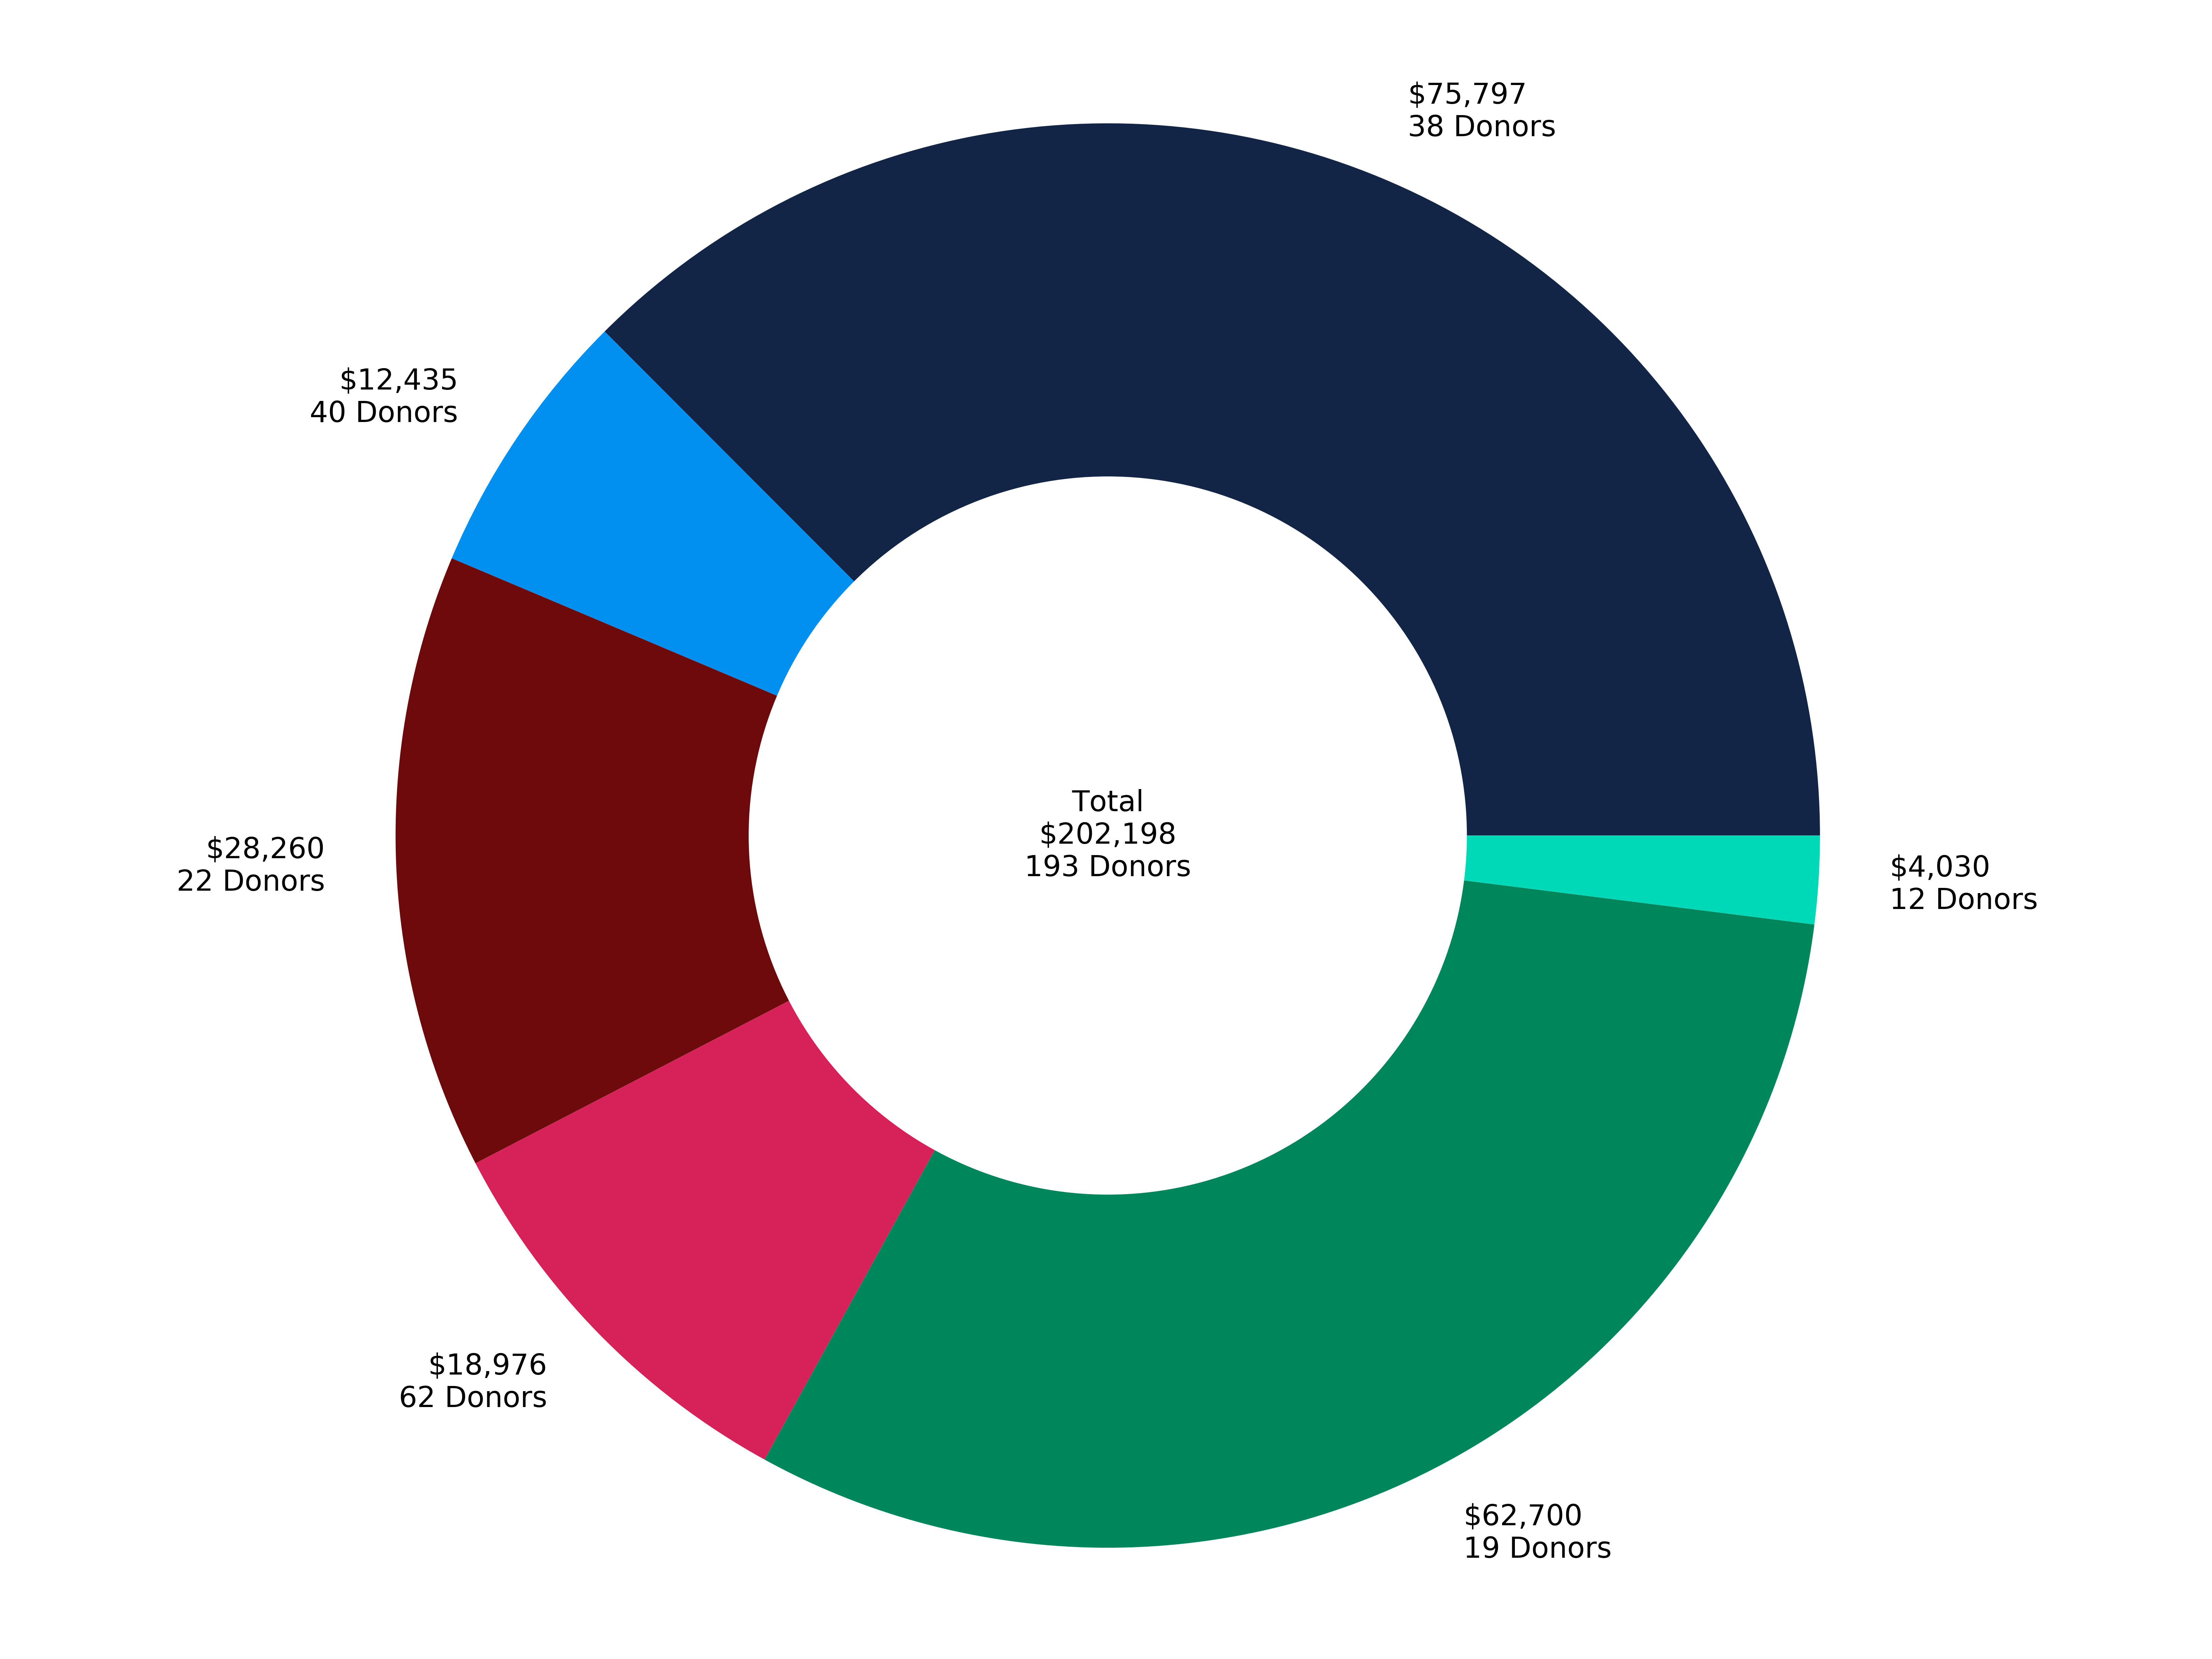 $75,797
38 Donors
$12,435
40 Donors
$28,260
22 Donors
Total
$202,198
193 Donors
$4,030
12 Donors
$18,976
62 Donors
$62,700
19 Donors